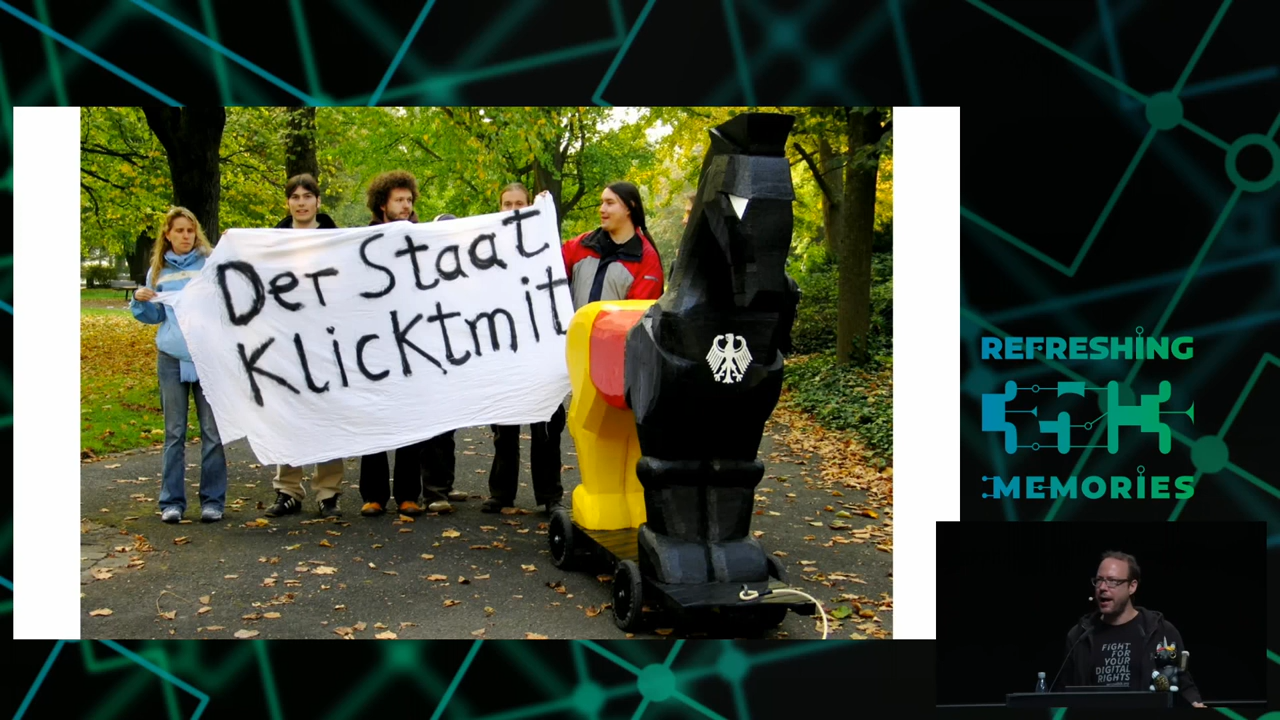 Der Staat
Klicktmit
REFRESHING
MEMORIES
FIGHT
FOR
YOUR
DIGITAL
RIGHTS